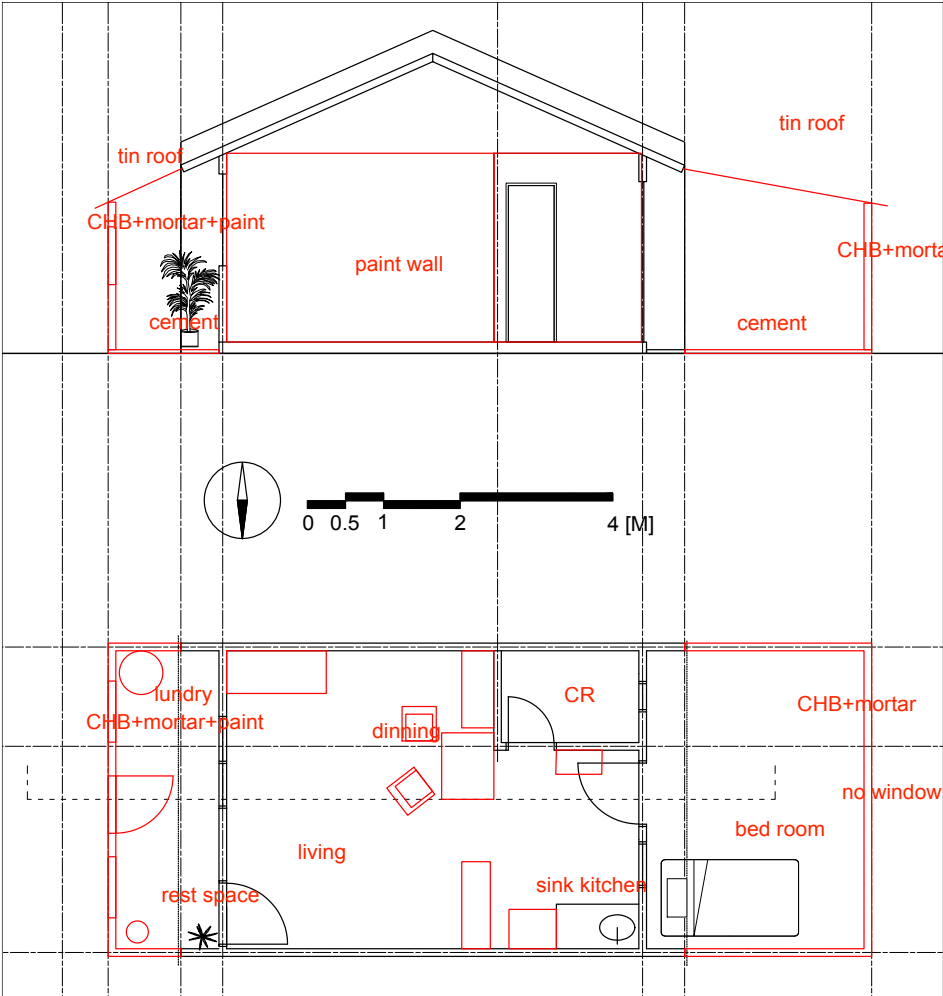 tin roof
tin roof
CHB+mortar+paint
CHB+morta
paint wall
cement
cement
0 0.5 1 2 4 [M]
lundry
CR
CHB+mortar
CHB+mortar+paint
dinning
no window
bed room
living
sink kitchen
rest space